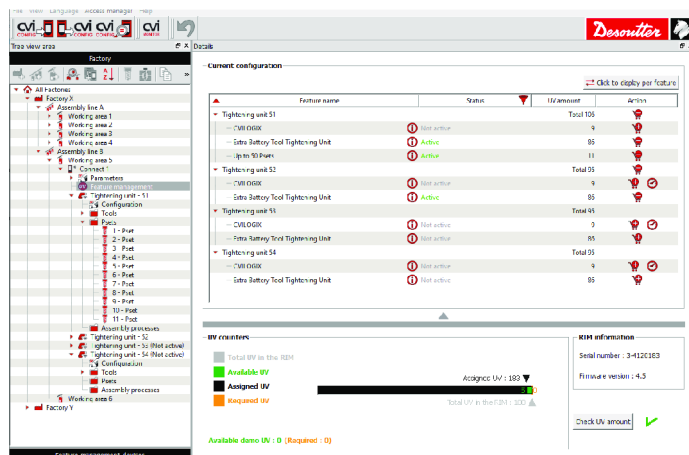 File View Language Access manager Help
CVI CONFIG CVI CVI CONFIG CVI MONITOR
Desoutter
Tree view area
Details
Factory
Current configuration
Click to display per feature
Feature name Status UV amount Action
All Factories
Factory X
Assembly line A
Working area 1
Working area 2
Working area 3
Working area 4
Assembly line B
Working area 5
Connect 1
Parameters
Feature management
Tightening unit - 51
Configuration
Tools
Psets
1 - Pset
2 - Pset
3 - Pset
4 - Pset
5 - Pset
6 - Pset
7 - Pset
8 - Pset
9 - Pset
10 - Pset
11 - Pset
Assembly processes
Tightening unit - 52
Tightening unit - 53 (Not active)
Tightening unit - 54 (Not active)
Configuration
Tools
Psets
Assembly processes
Working area 6
Factory Y
Feature management devices
Tightening unit 51 Total 106
CVILOGIX Not active 9
Extra Battery Tool Tightening Unit Active 86
Up to 50 Psets Active 11
Tightening unit 52 Total 95
CVILOGIX Not active 9
Extra Battery Tool Tightening Unit Active 86
Tightening unit 53 Total 95
CVILOGIX Not active 9
Extra Battery Tool Tightening Unit Not active 86
Tightening unit 54 Total 95
CVILOGIX Not active 9
Extra Battery Tool Tightening Unit Not active 86
UV counters
Total UV in the RIM
Available UV
Assigned UV
Required UV
Assigned UV : 183
Total UV in the RIM :
Available demo UV : 0 (Required : 0)
RIM information
Serial number : 3-4120183
Firmware version : 4.5
Check UV amount